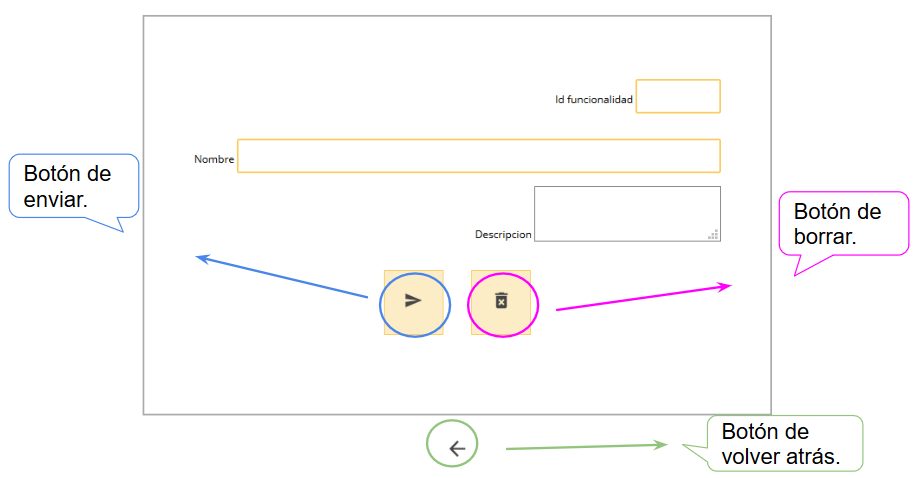 Id funcionalidad
Nombre
Botón de
enviar.
Botón de
borrar.
Descripcion
Botón de
volver atrás.